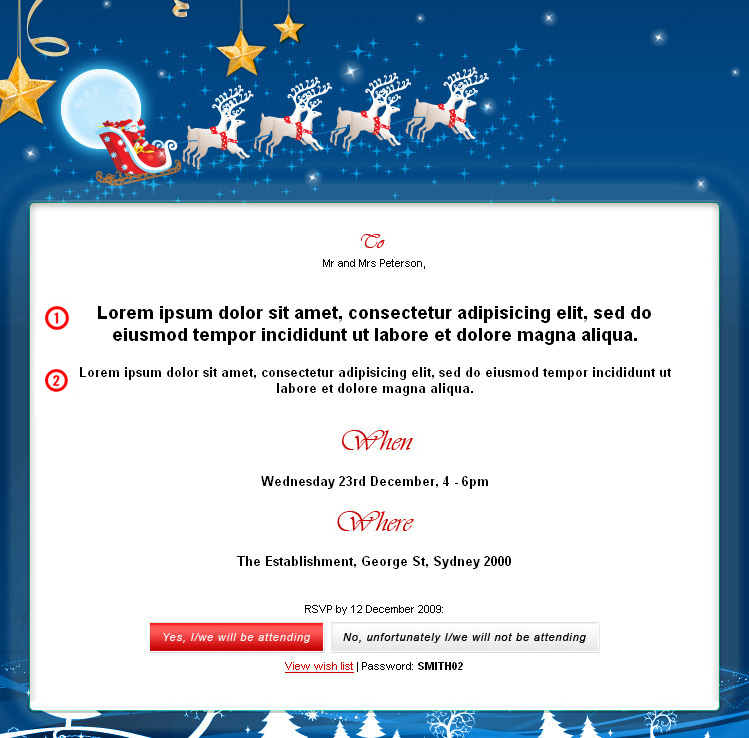 To
Mr and Mrs Peterson,
1
Lorem ipsum dolor sit amet, consectetur adipisicing elit, sed do
eiusmod tempor incididunt ut labore et dolore magna aliqua.
2
Lorem ipsum dolor sit amet, consectetur adipisicing elit, sed do eiusmod tempor incididunt ut
labore et dolore magna aliqua.
When
Wednesday 23rd December, 4 - 6pm
Where
The Establishment, George St, Sydney 2000
RSVP by 12 December 2009:
Yes, I/we will be attending
No, unfortunately I/we will not be attending
View wish list | Password: SMITH02